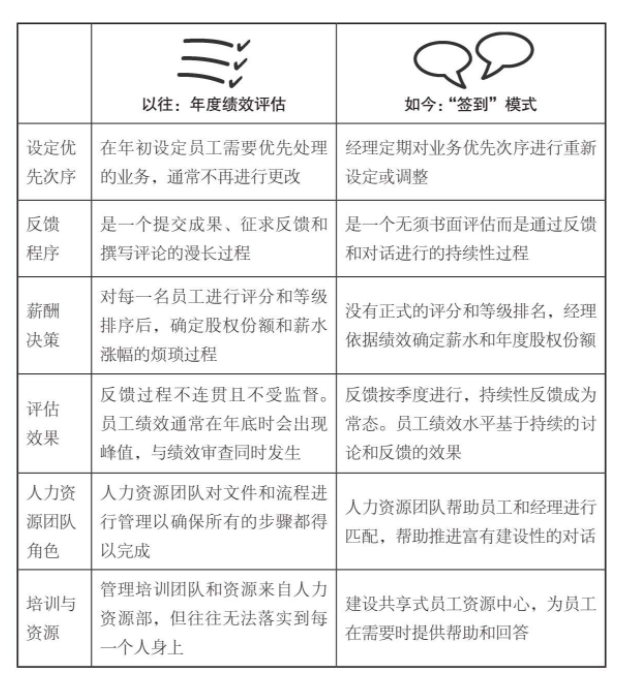 以往：年度绩效评估
如今：“签到”模式
设定优
先次序
在年初设定员工需要优先处理
的业务，通常不再进行更改
经理定期对业务优先次序进行重新
设定或调整
反馈
程序
是一个提交成果、征求反馈和
撰写评论的漫长过程
是一个无须书面评估而是通过反馈
和对话进行的持续性过程
薪酬
决策
对每一名员工进行评分和等级
排序后，确定股权份额和薪水
涨幅的烦琐过程
没有正式的评分和等级排名，经理
依据绩效确定薪水和年度股权份额
评估
效果
反馈过程不连贯且不受监督。
员工绩效通常在年底时会出现
峰值，与绩效审查同时发生
反馈按季度进行，持续性反馈成为
常态。员工绩效水平基于持续的讨
论和反馈的效果
人力资
源团队
角色
人力资源团队对文件和流程进
行管理以确保所有的步骤都得
以完成
人力资源团队帮助员工和经理进行
匹配，帮助推进富有建设性的对话
培训与
资源
管理培训团队和资源来自人力
资源部，但往往无法落实到每
一个人身上
建设共享式员工资源中心，为员工
在需要时提供帮助和回答